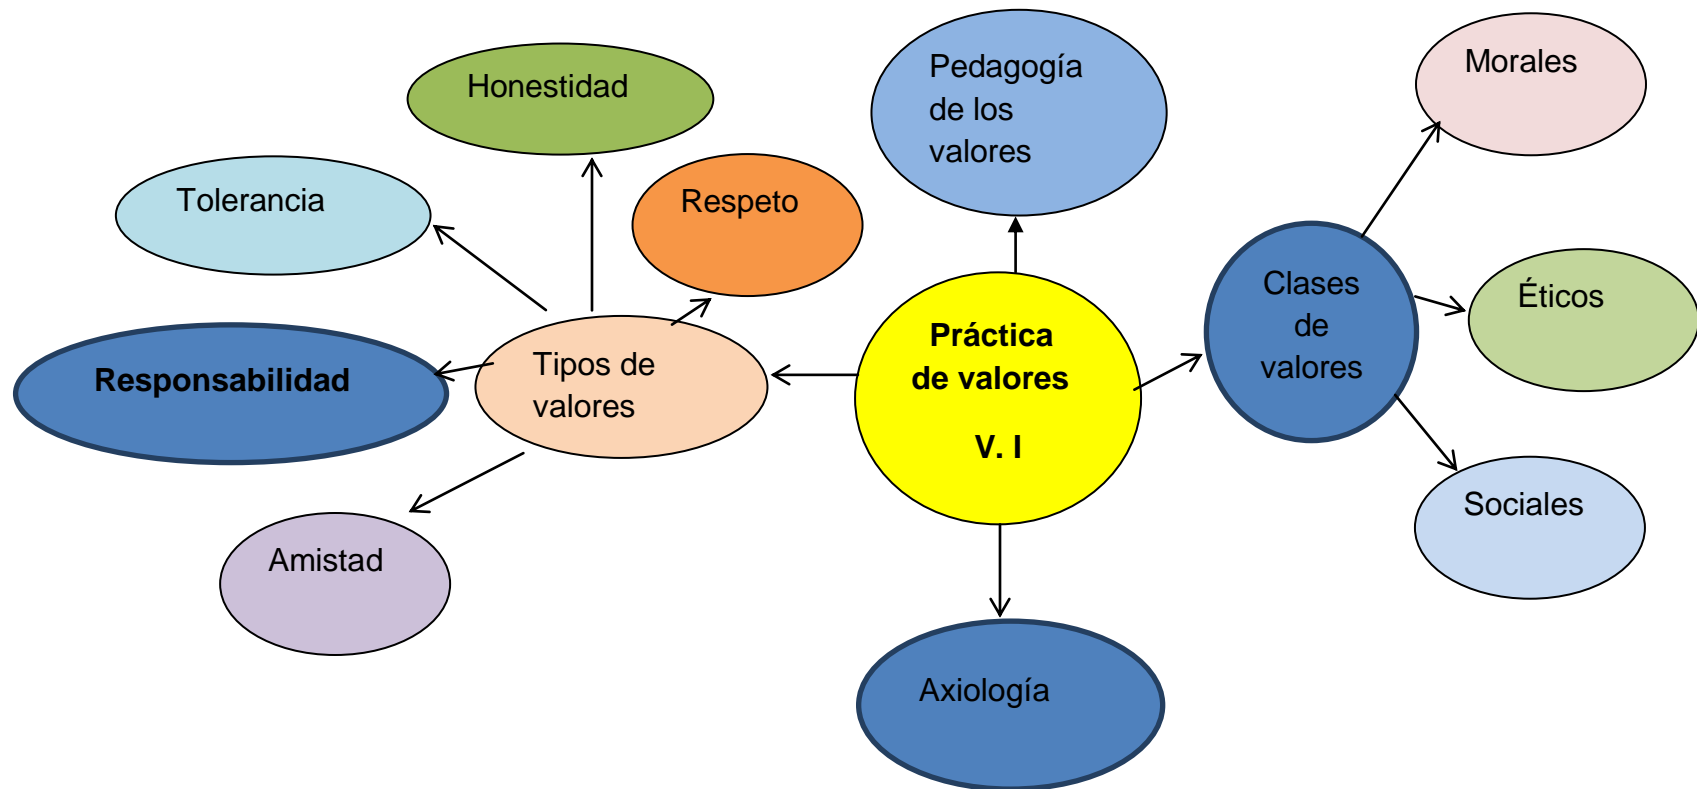 Honestidad
Pedagogía
de los
valores
Morales
Tolerancia
Respeto
Clases
de
valores
Éticos
Práctica
de valores
V. I
Tipos de
valores
Responsabilidad
Sociales
Amistad
Axiología